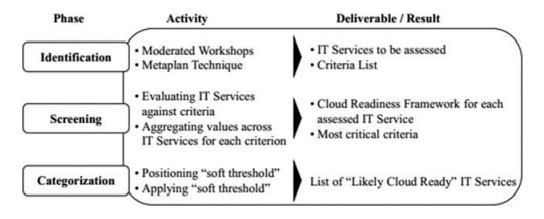 Phase Activity Deliverable / Result
Identification
• Moderated Workshops
• Metaplan Technique
• IT Services to be assessed
• Criteria List
Screening
• Evaluating IT Services
against criteria
• Aggregating values across
IT Services for each criterion
• Cloud Readiness Framework for each
assessed IT Service
• Most critical criteria
Categorization
• Positioning “soft threshold”
• Applying “soft threshold”
List of “Likely Cloud Ready” IT Services